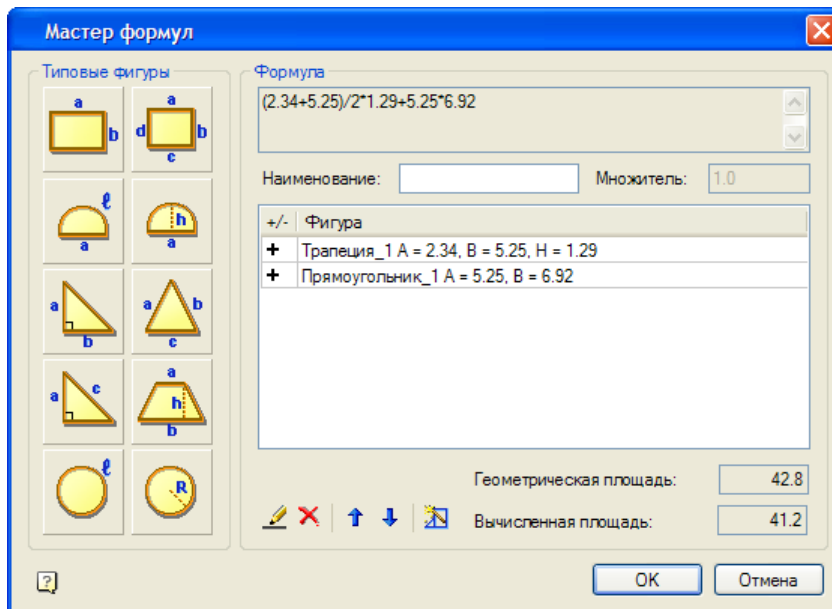 Мастер формул
Типовые фигуры
a
b
a
d
b
c
ℓ
a
h
a
a
b
a
b
c
a
c
a
h
b
ℓ
R
Формула
(2.34+5.25)/2*1.29+5.25*6.92
Наименование:
Множитель: 1.0
+/- Фигура
+ Трапеция_1 A = 2.34, B = 5.25, H = 1.29
+ Прямоугольник_1 A = 5.25, B = 6.92
Геометрическая площадь: 42.8
Вычисленная площадь: 41.2
?
OK
Отмена